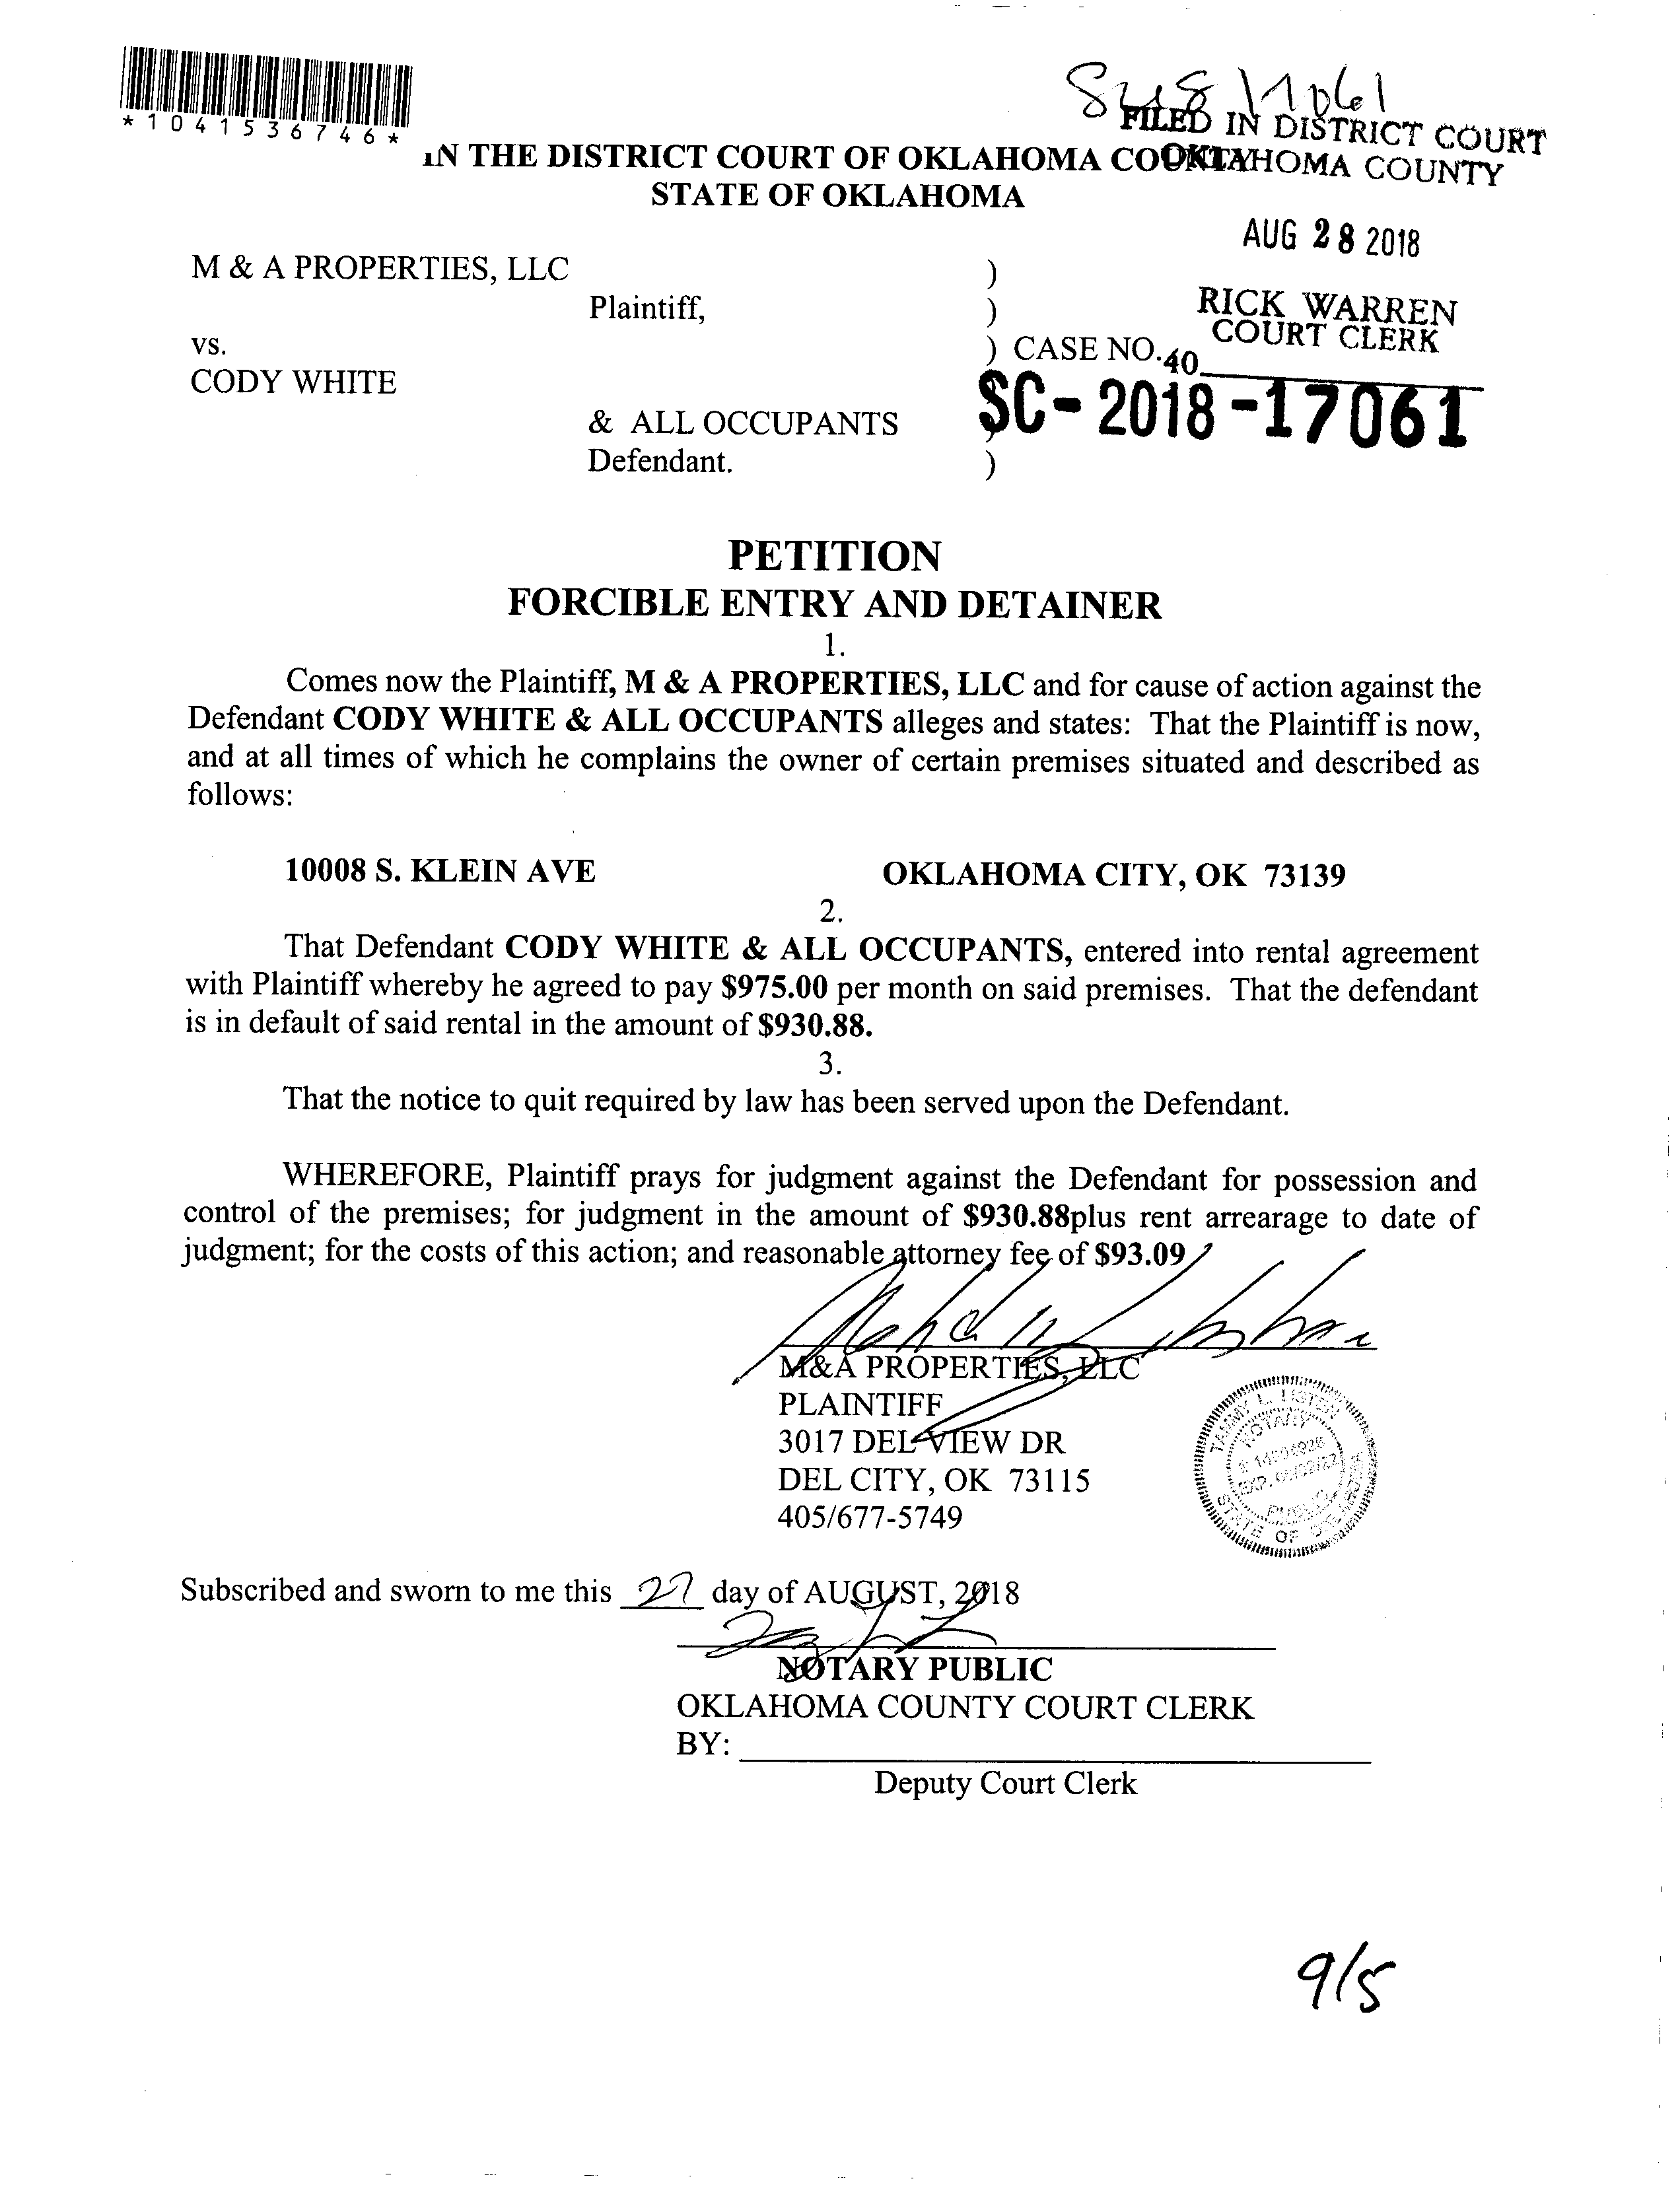 *1041536746*
FILED IN DISTRICT COURT
OKLAHOMA COUNTY
IN THE DISTRICT COURT OF OKLAHOMA COUNTY
STATE OF OKLAHOMA
AUG 28 2018
M & A PROPERTIES, LLC )
Plaintiff, )
RICK WARREN
COURT CLERK
vs. ) CASE NO.
40
CODY WHITE
SC-2018-17061
& ALL OCCUPANTS )
Defendant. )
PETITION
FORCIBLE ENTRY AND DETAINER
1.
Comes now the Plaintiff, M & A PROPERTIES, LLC and for cause of action against the
Defendant CODY WHITE & ALL OCCUPANTS alleges and states: That the Plaintiff is now,
and at all times of which he complains the owner of certain premises situated and described as
follows:
10008 S. KLEIN AVE OKLAHOMA CITY, OK 73139
2.
That Defendant CODY WHITE & ALL OCCUPANTS, entered into rental agreement
with Plaintiff whereby he agreed to pay $975.00 per month on said premises. That the defendant
is in default of said rental in the amount of $930.88.
3.
That the notice to quit required by law has been served upon the Defendant.
WHEREFORE, Plaintiff prays for judgment against the Defendant for possession and
control of the premises; for judgment in the amount of $930.88plus rent arrearage to date of
judgment; for the costs of this action; and reasonable attorney fee of $93.09
M&A PROPERTIES, LLC
PLAINTIFF
3017 DEL VIEW DR
DEL CITY, OK 73115
405/677-5749
TAMMY L. LISTEN
NOTARY
PUBLIC
STATE OF OKLAHOMA
Subscribed and sworn to me this 27 day of AUGUST, 2018
NOTARY PUBLIC
OKLAHOMA COUNTY COURT CLERK
BY:
Deputy Court Clerk
9/5